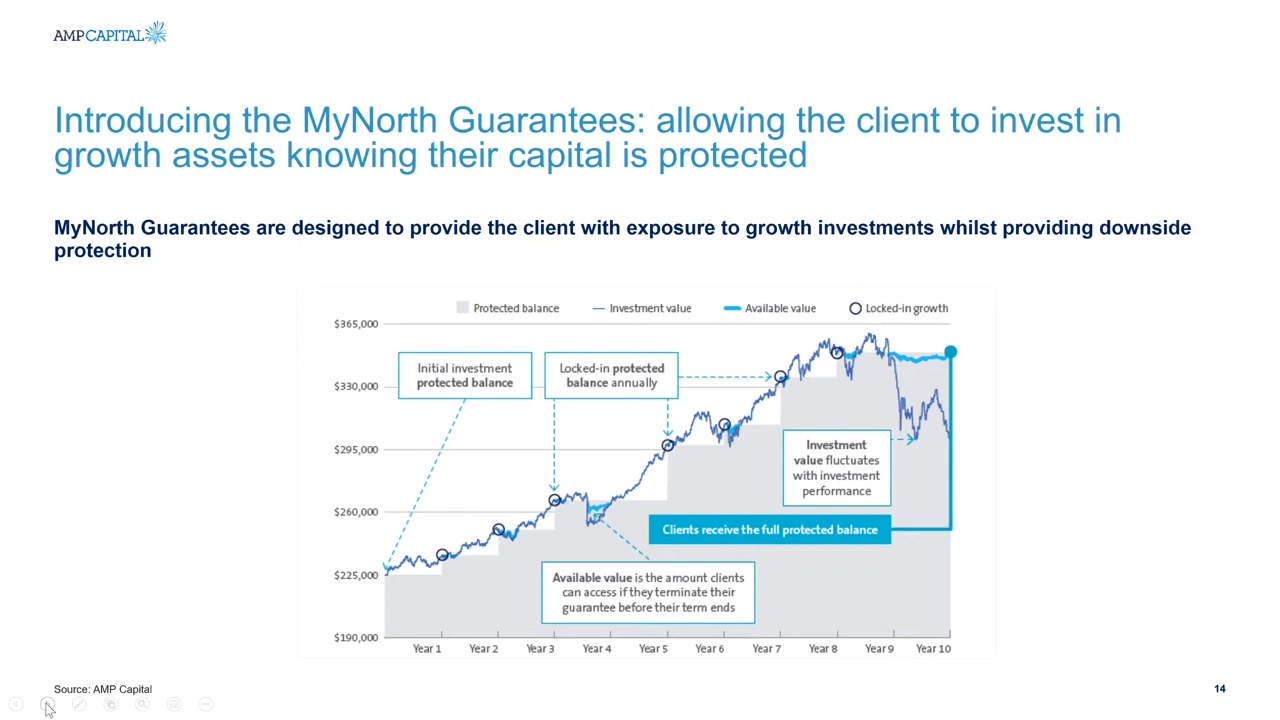 AMPCAPITAL
Introducing the MyNorth Guarantees: allowing the client to invest in
growth assets knowing their capital is protected
MyNorth Guarantees are designed to provide the client with exposure to growth investments whilst providing downside
protection
Protected balance
Investment value
Available value
Locked-in growth
$365,000
$330,000
$295,000
$260,000
$225,000
$190,000
Initial investment
protected balance
Locked-in protected
balance annually
Investment
value fluctuates
with investment
performance
Clients receive the full protected balance
Available value is the amount clients
can access if they terminate their
guarantee before their term ends
Year 1
Year 2
Year 3
Year 4
Year 5
Year 6
Year 7
Year 8
Year 9
Year 10
Source: AMP Capital
14